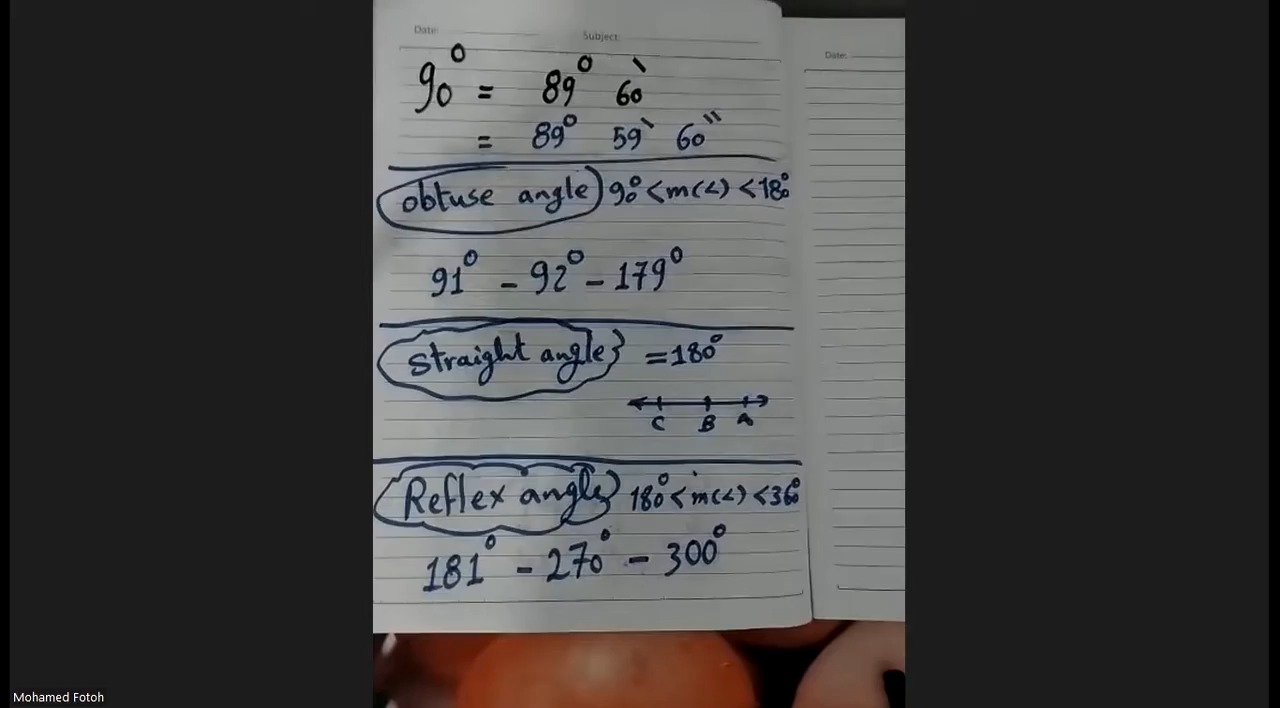 Date: Subject:
Date:
90° = 89° 60'
= 89° 59' 60"
obtuse angle 90° < m(∠) < 180°
91° - 92° - 179°
Straight angle = 180°
C B A
Reflex angle 180° < m(∠) < 360°
181° - 270° - 300°
Mohamed Fotoh